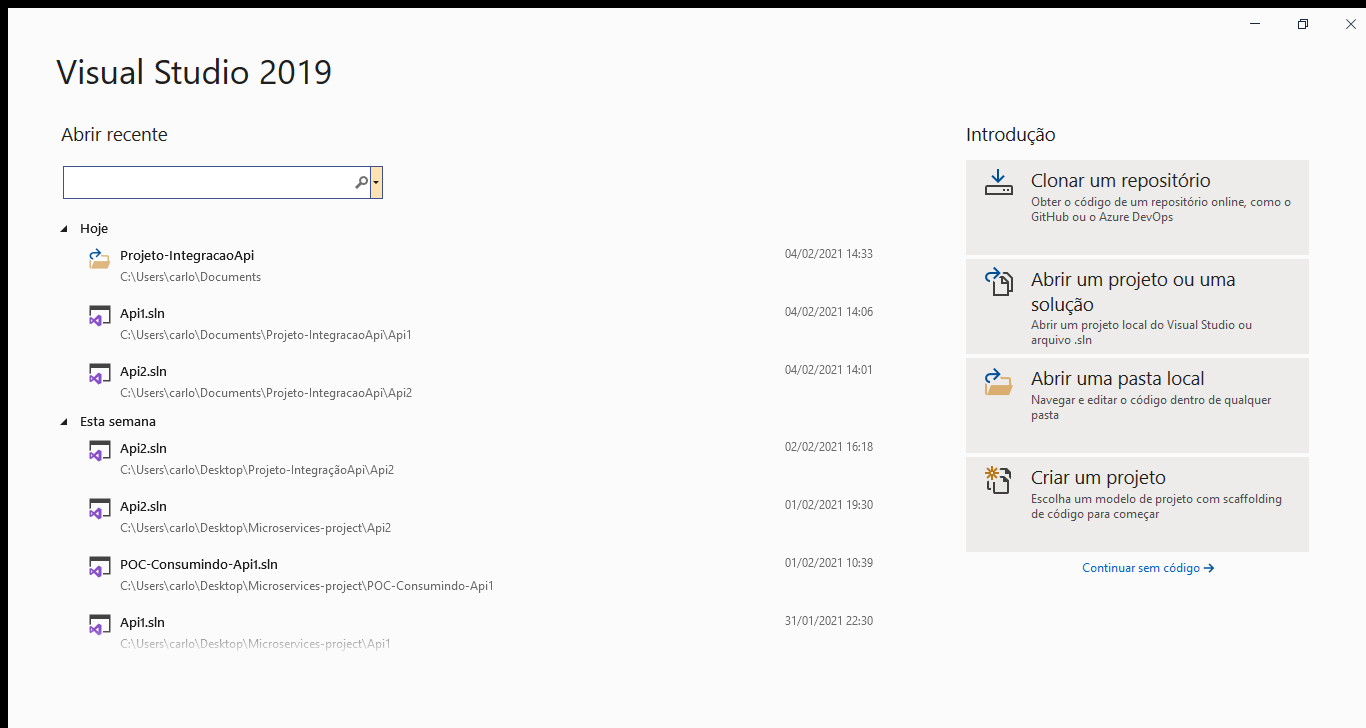 Visual Studio 2019
Abrir recente
Hoje
Projeto-IntegracaoApi 04/02/2021 14:33
C:\Users\carlo\Documents
Api1.sln 04/02/2021 14:06
C:\Users\carlo\Documents\Projeto-IntegracaoApi\Api1
Api2.sln 04/02/2021 14:01
C:\Users\carlo\Documents\Projeto-IntegracaoApi\Api2
Esta semana
Api2.sln 02/02/2021 16:18
C:\Users\carlo\Desktop\Projeto-IntegraçãoApi\Api2
Api2.sln 01/02/2021 19:30
C:\Users\carlo\Desktop\Microservices-project\Api2
POC-Consumindo-Api1.sln 01/02/2021 10:39
C:\Users\carlo\Desktop\Microservices-project\POC-Consumindo-Api1
Api1.sln 31/01/2021 22:30
C:\Users\carlo\Desktop\Microservices-project\Api1
Introdução
Clonar um repositório
Obter o código de um repositório online, como o
GitHub ou o Azure DevOps
Abrir um projeto ou uma
solução
Abrir um projeto local do Visual Studio ou
arquivo .sln
Abrir uma pasta local
Navegar e editar o código dentro de qualquer
pasta
Criar um projeto
Escolha um modelo de projeto com scaffolding
de código para começar
Continuar sem código →